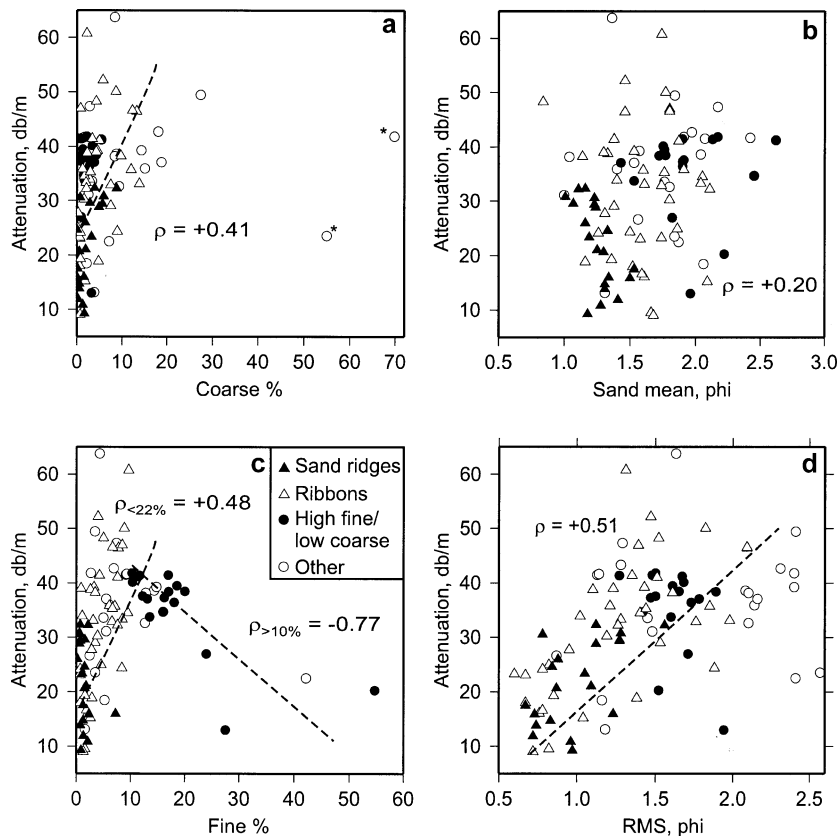 a
60
50
40
30
20
10
Attenuation, db/m
ρ = +0.41
*
*
0 10 20 30 40 50 60 70
Coarse %
b
60
50
40
30
20
10
Attenuation, db/m
ρ = +0.20
0.5 1.0 1.5 2.0 2.5 3.0
Sand mean, phi
c
60
50
40
30
20
10
Attenuation, db/m
ρ<22% = +0.48
Sand ridges
Ribbons
High fine/
low coarse
Other
ρ>10% = -0.77
0 10 20 30 40 50 60
Fine %
d
60
50
40
30
20
10
Attenuation, db/m
ρ = +0.51
0.5 1.0 1.5 2.0 2.5
RMS, phi